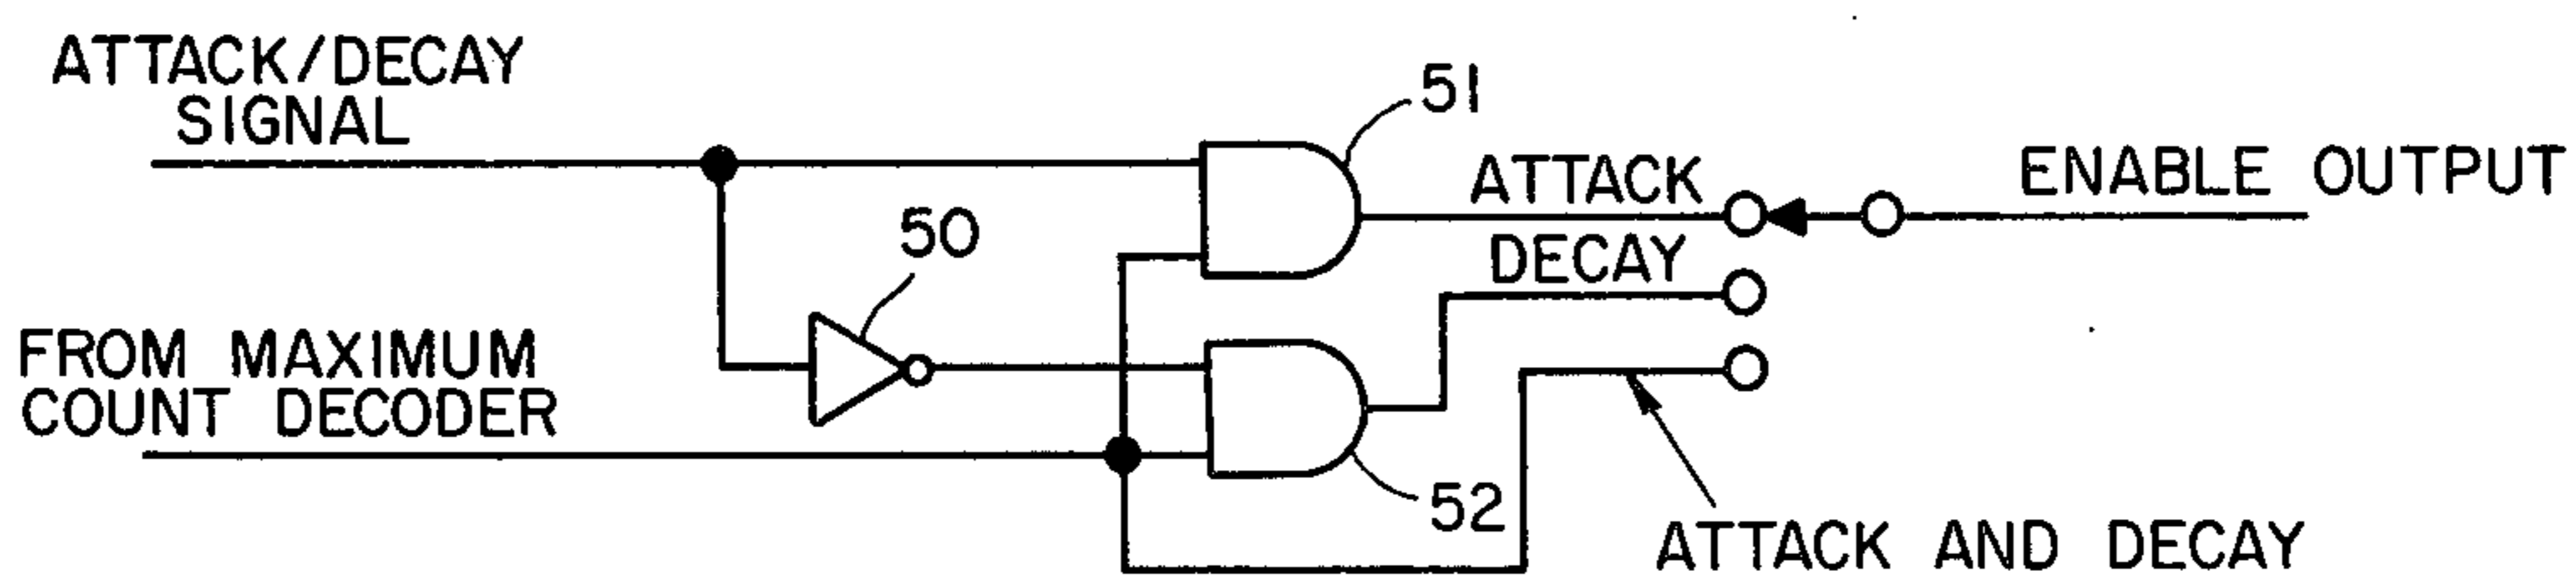 ATTACK/DECAY
SIGNAL
51
ATTACK
ENABLE OUTPUT
50
DECAY
FROM MAXIMUM
COUNT DECODER
52
ATTACK AND DECAY